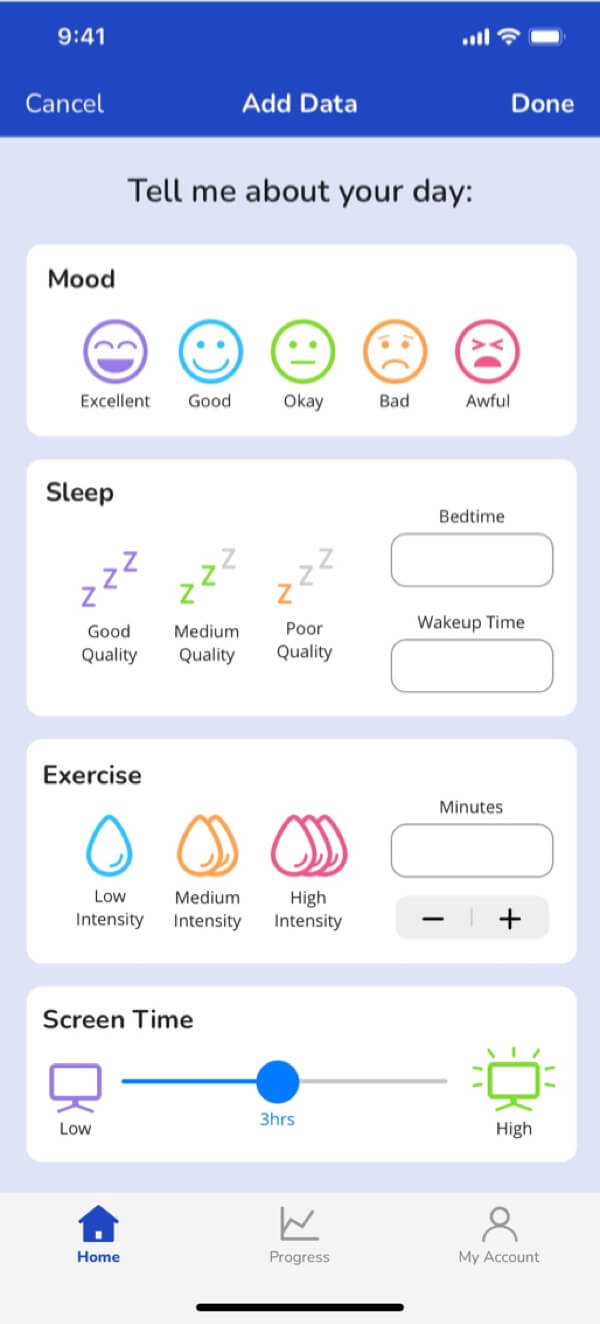 9:41
Cancel
Add Data
Done
Tell me about your day:
Mood
Excellent
Good
Okay
Bad
Awful
Sleep
Z Z Z
Good
Quality
Z Z Z
Medium
Quality
Z Z Z
Poor
Quality
Bedtime
Wakeup Time
Exercise
Low
Intensity
Medium
Intensity
High
Intensity
Minutes
− | +
Screen Time
Low
3hrs
High
Home
Progress
My Account